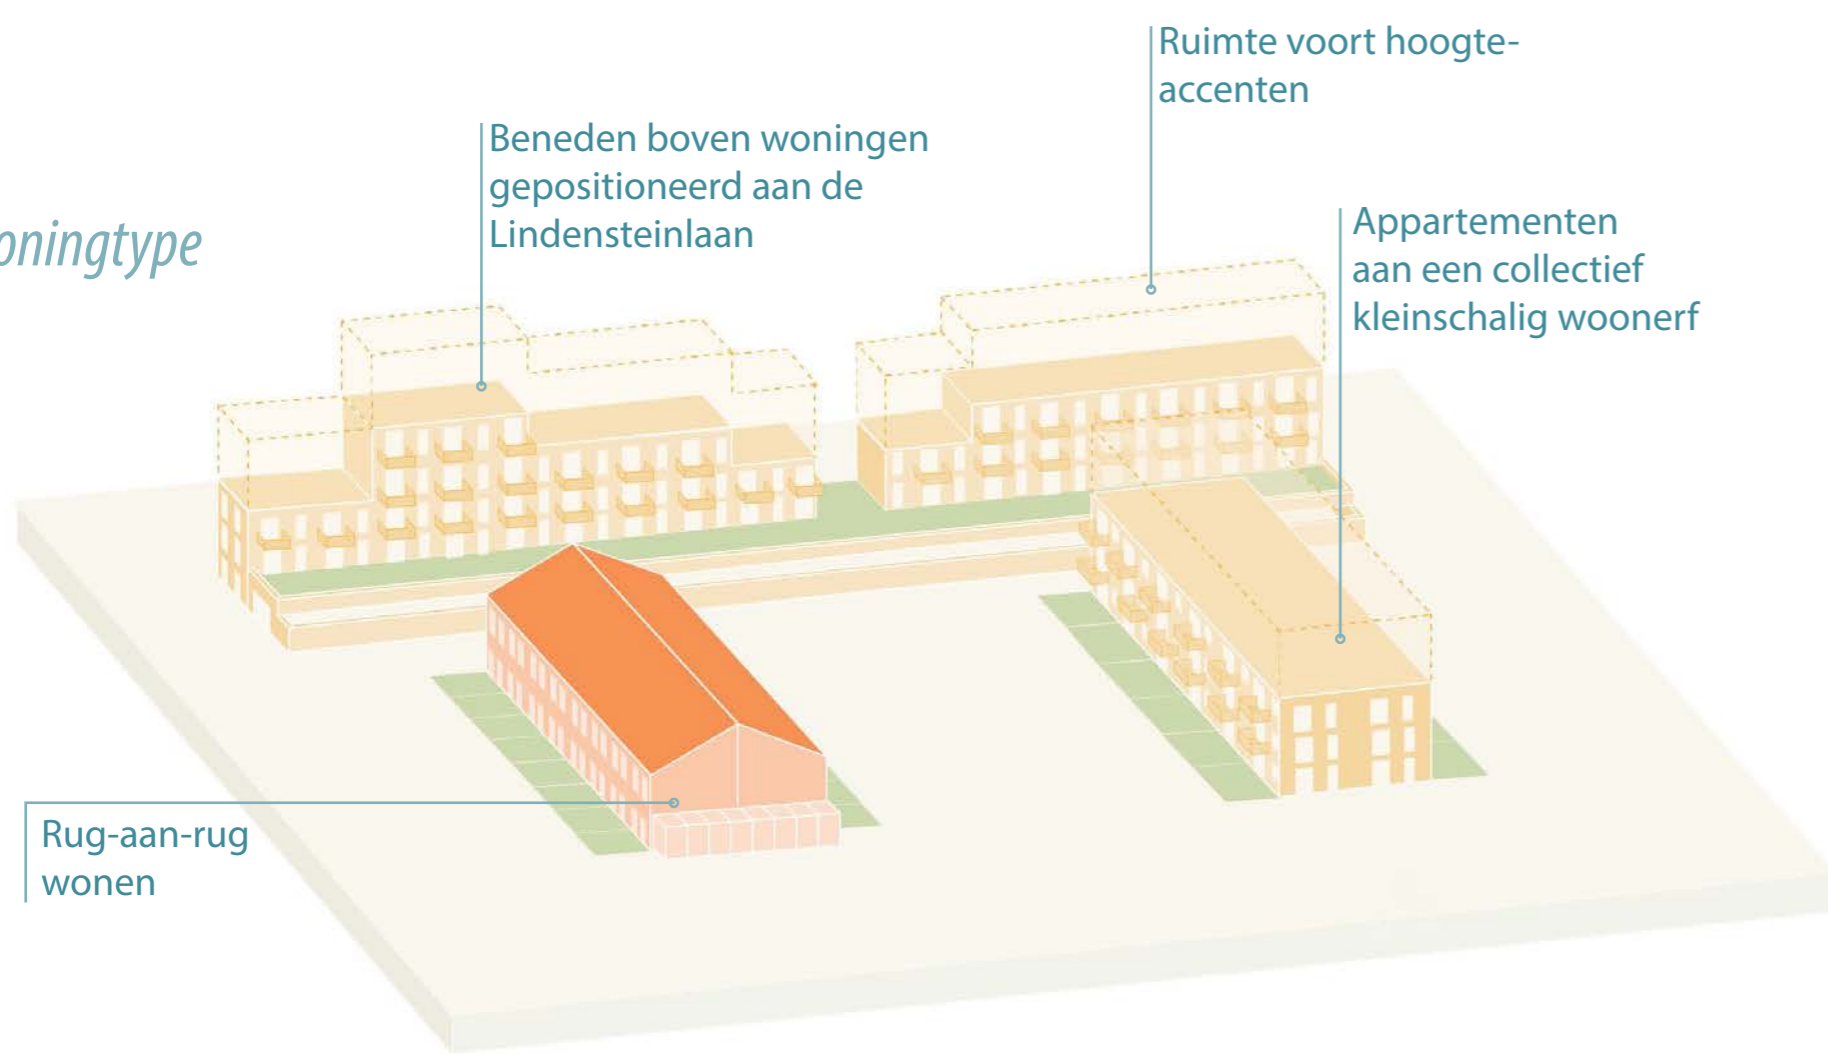 Ruimte voort hoogte-
accenten
Beneden boven woningen
gepositioneerd aan de
Lindensteinlaan
oningtype
Appartementen
aan een collectief
kleinschalig woonerf
Rug-aan-rug
wonen